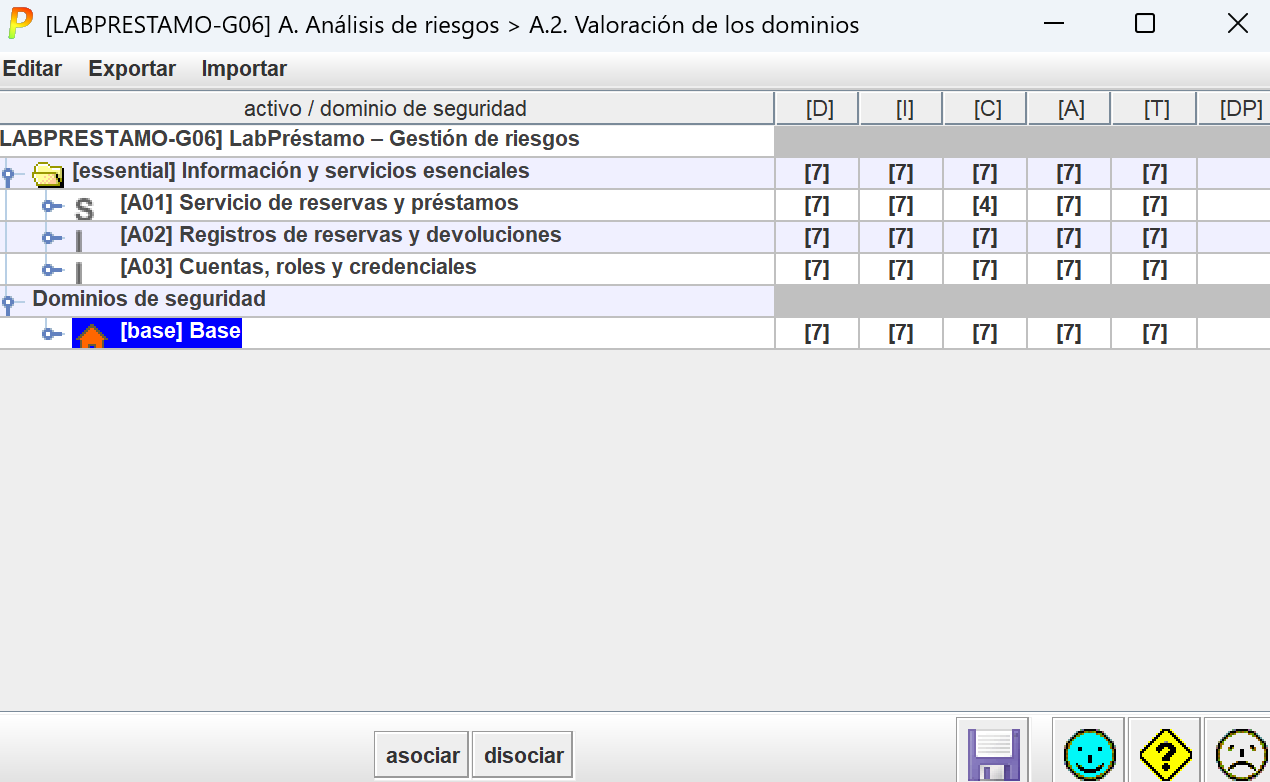 [LABPRESTAMO-G06] A. Análisis de riesgos > A.2. Valoración de los dominios
Editar Exportar Importar
activo / dominio de seguridad [D] [I] [C] [A] [T] [DP]
LABPRESTAMO-G06] LabPréstamo – Gestión de riesgos
[essential] Información y servicios esenciales [7] [7] [7] [7] [7]
S [A01] Servicio de reservas y préstamos [7] [7] [4] [7] [7]
I [A02] Registros de reservas y devoluciones [7] [7] [7] [7] [7]
I [A03] Cuentas, roles y credenciales [7] [7] [7] [7] [7]
Dominios de seguridad
[base] Base [7] [7] [7] [7] [7]
asociar disociar